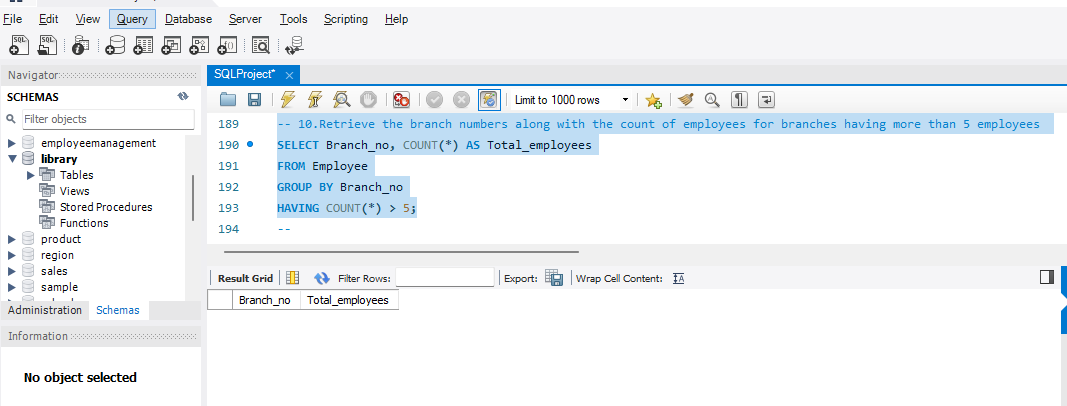 File Edit View Query Database Server Tools Scripting Help
Navigator
SCHEMAS
Filter objects
employeemanagement
library
Tables
Views
Stored Procedures
Functions
product
region
sales
sample
Administration Schemas
Information
No object selected
SQLProject* ×
Limit to 1000 rows
189 -- 10.Retrieve the branch numbers along with the count of employees for branches having more than 5 employees
190 SELECT Branch_no, COUNT(*) AS Total_employees
191 FROM Employee
192 GROUP BY Branch_no
193 HAVING COUNT(*) > 5;
194 --
Result Grid Filter Rows: Export: Wrap Cell Content:
Branch_no Total_employees